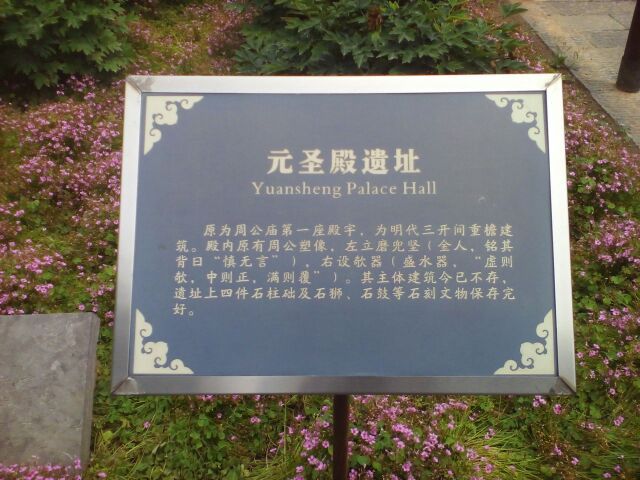 元圣殿遗址
Yuansheng Palace Hall
原为周公庙第一座殿宇，为明代三开间重檐建
筑。殿内原有周公塑像，左立磨兜坚（金人，铭其
背曰“慎无言”），右设欹器（盛水器，“虚则
欹，中则正，满则覆”）。其主体建筑今已不存，
遗址上四件石柱础及石狮、石鼓等石刻文物保存完
好。